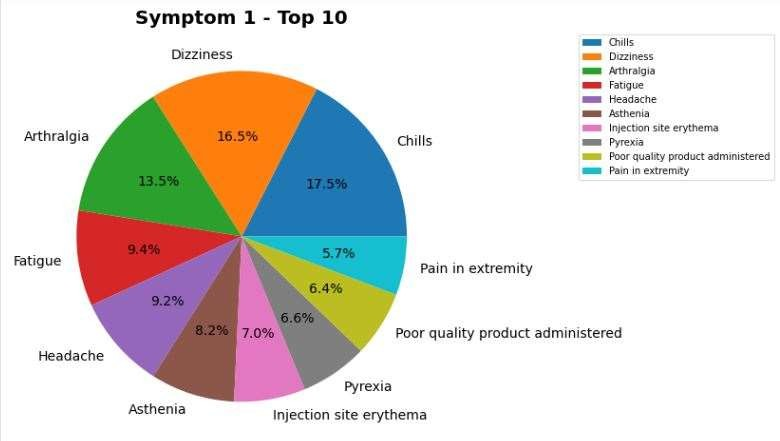 Symptom 1 - Top 10
Dizziness
Chills
Arthralgia
Fatigue
Headache
Asthenia
Injection site erythema
Pyrexia
Poor quality product administered
Pain in extremity
17.5%
16.5%
13.5%
9.4%
9.2%
8.2%
7.0%
6.6%
6.4%
5.7%
Chills
Dizziness
Arthralgia
Fatigue
Headache
Asthenia
Injection site erythema
Pyrexia
Poor quality product administered
Pain in extremity